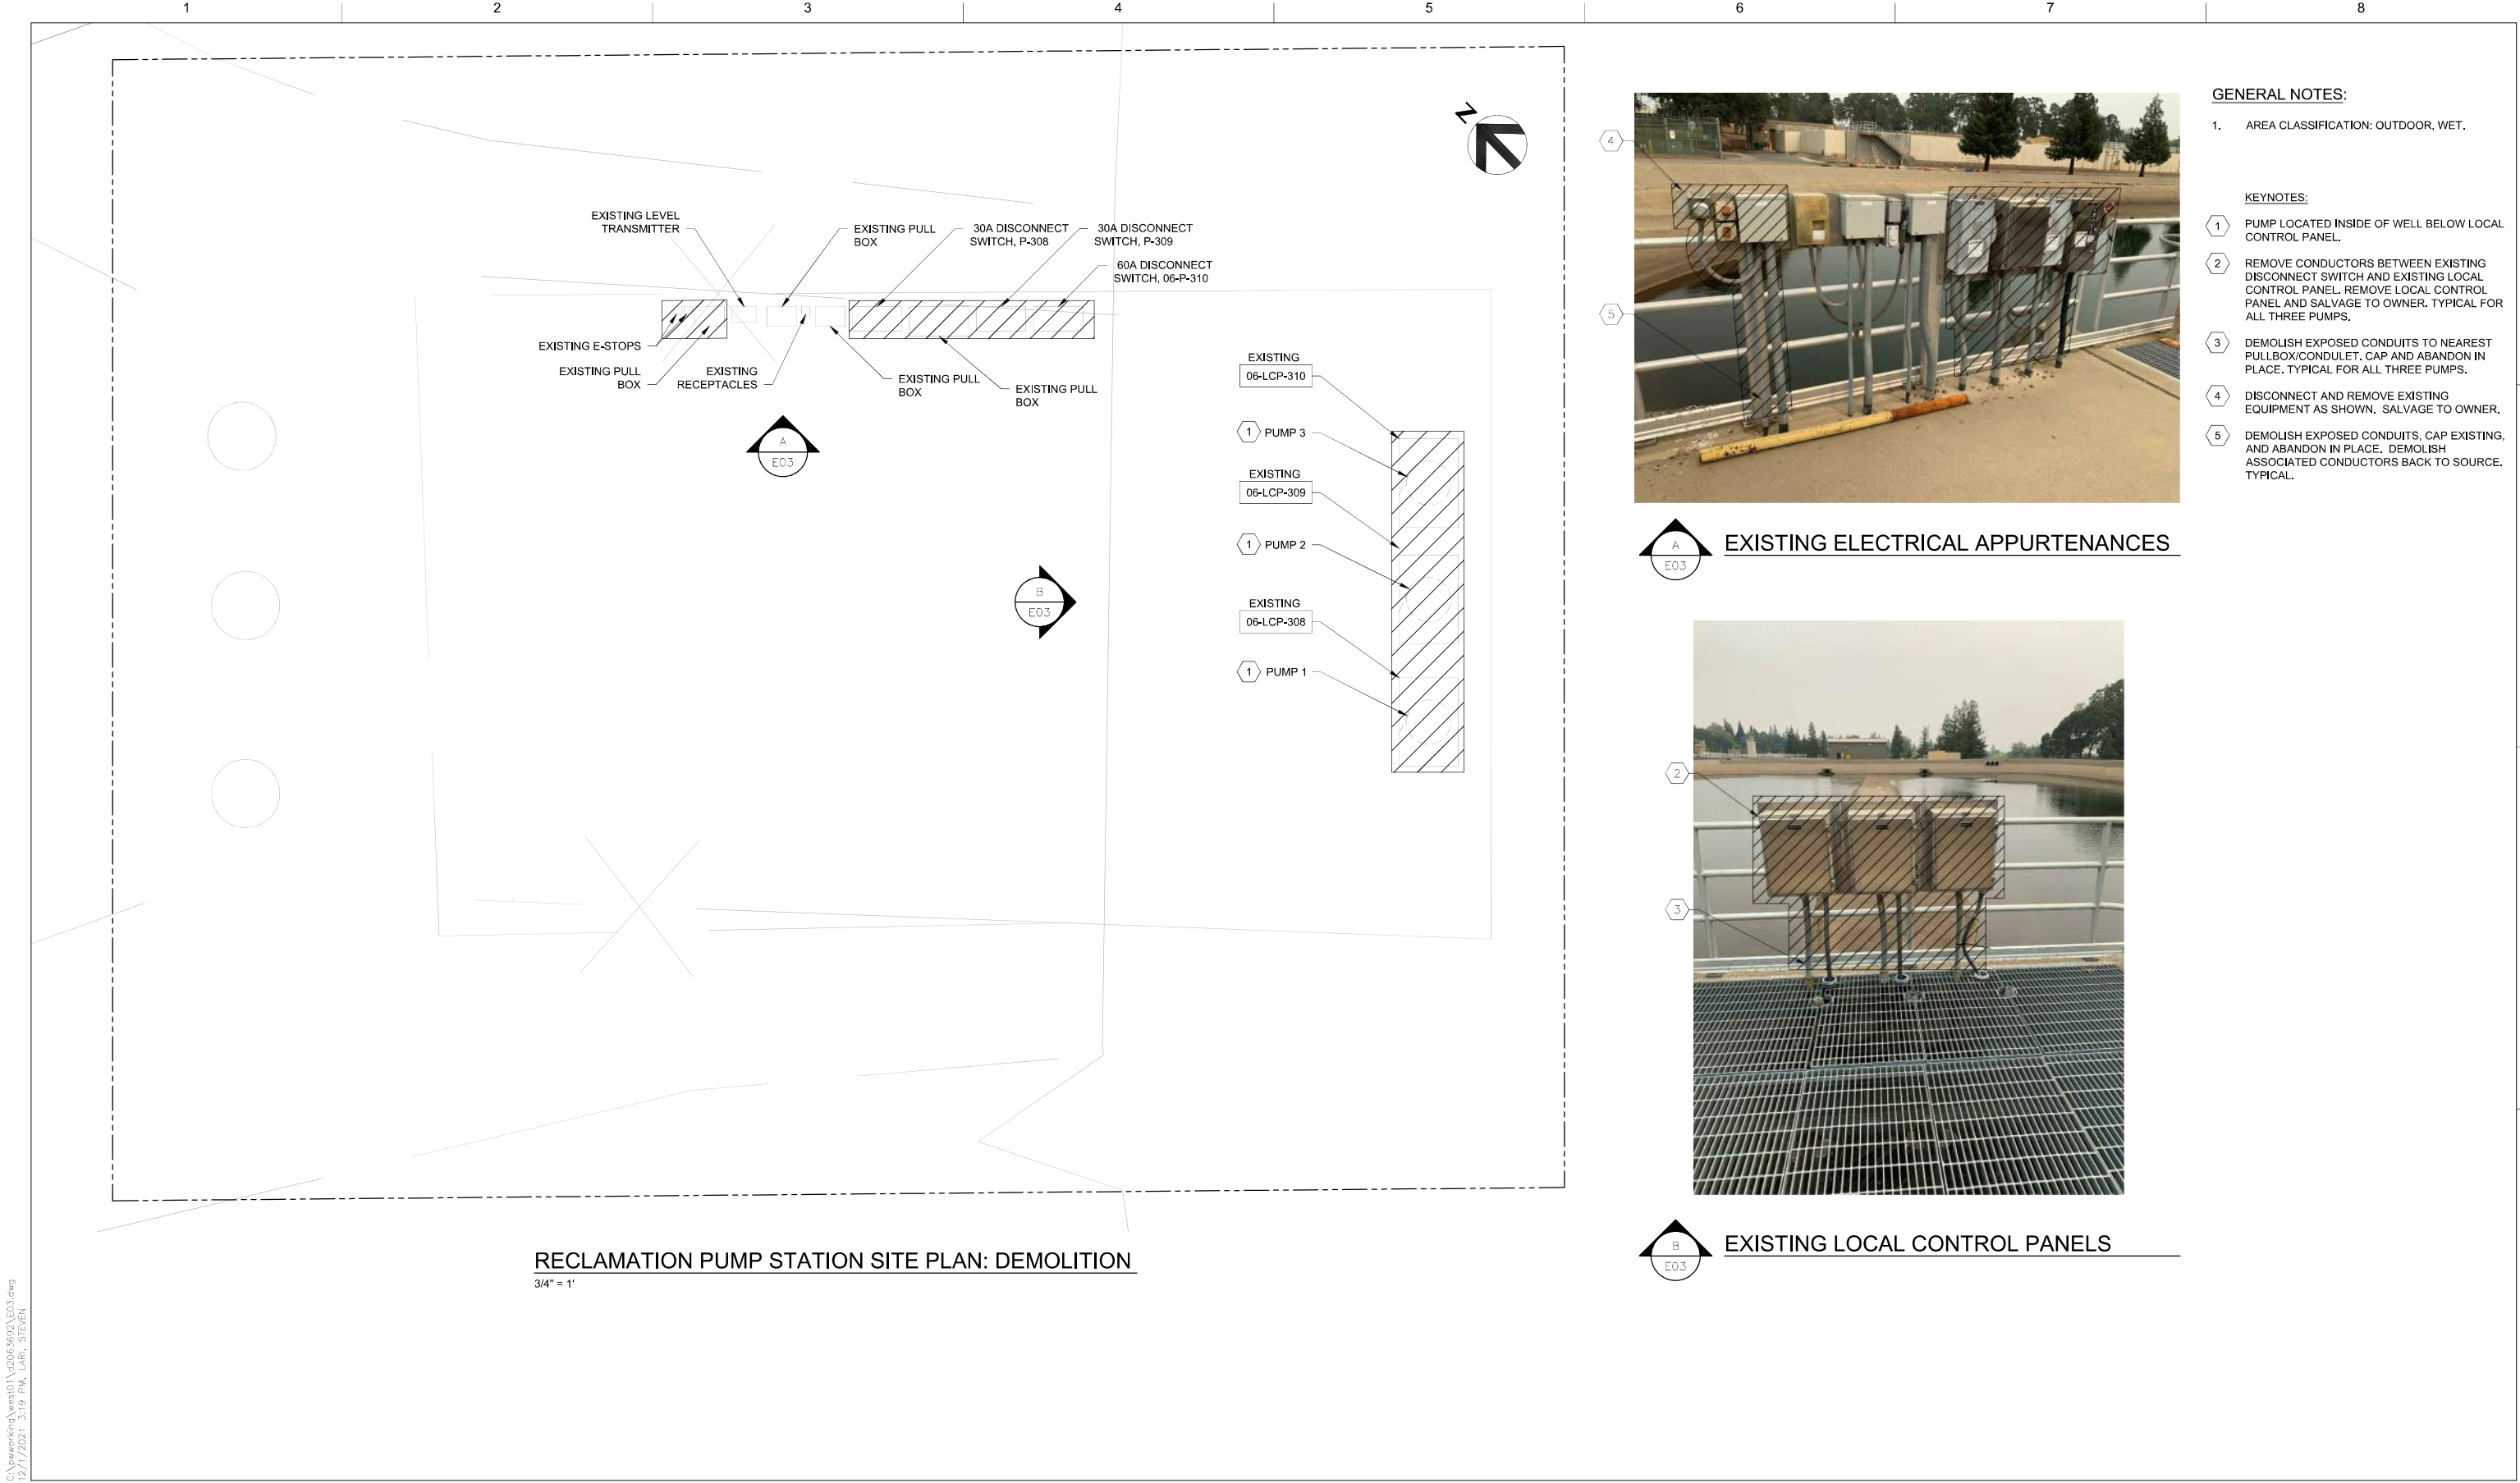 1 2 3 4 5 6 7 8
N
EXISTING LEVEL
TRANSMITTER
EXISTING PULL
BOX
30A DISCONNECT
SWITCH, P-308
30A DISCONNECT
SWITCH, P-309
60A DISCONNECT
SWITCH, 06-P-310
EXISTING E-STOPS
EXISTING PULL
BOX
EXISTING
RECEPTACLES
EXISTING PULL
BOX
EXISTING PULL
BOX
A
E03
B
E03
EXISTING
06-LCP-310
1 PUMP 3
EXISTING
06-LCP-309
1 PUMP 2
EXISTING
06-LCP-308
1 PUMP 1
RECLAMATION PUMP STATION SITE PLAN: DEMOLITION
3/4" = 1'
4
5
A
E03
EXISTING ELECTRICAL APPURTENANCES
2
3
B
E03
EXISTING LOCAL CONTROL PANELS
GENERAL NOTES:
1. AREA CLASSIFICATION: OUTDOOR, WET.
KEYNOTES:
1 PUMP LOCATED INSIDE OF WELL BELOW LOCAL
CONTROL PANEL.
2 REMOVE CONDUCTORS BETWEEN EXISTING
DISCONNECT SWITCH AND EXISTING LOCAL
CONTROL PANEL. REMOVE LOCAL CONTROL
PANEL AND SALVAGE TO OWNER. TYPICAL FOR
ALL THREE PUMPS.
3 DEMOLISH EXPOSED CONDUITS TO NEAREST
PULLBOX/CONDULET. CAP AND ABANDON IN
PLACE. TYPICAL FOR ALL THREE PUMPS.
4 DISCONNECT AND REMOVE EXISTING
EQUIPMENT AS SHOWN. SALVAGE TO OWNER.
5 DEMOLISH EXPOSED CONDUITS, CAP EXISTING,
AND ABANDON IN PLACE. DEMOLISH
ASSOCIATED CONDUCTORS BACK TO SOURCE.
TYPICAL.
C:\pwworking\west01\d2063692\E03.dwg
12/1/2021 3:19 PM, LARI, STEVEN